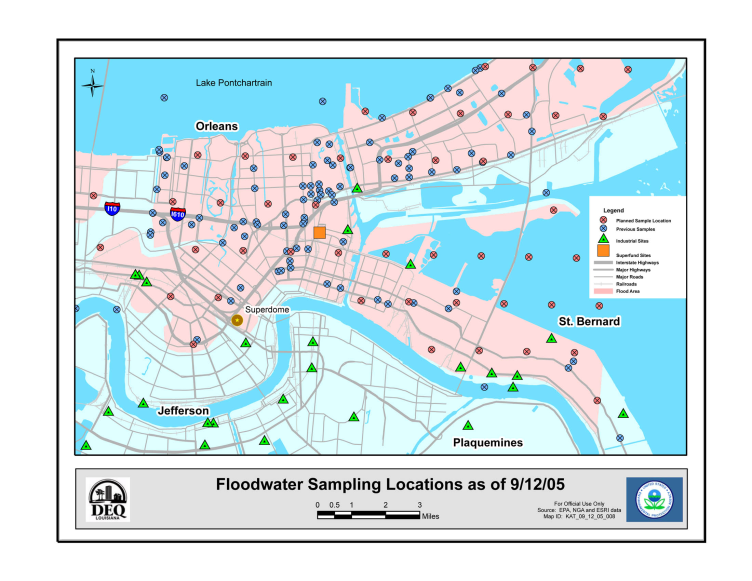 N
Lake Pontchartrain
Orleans
I10
I610
Legend
Planned Sample Location
Previous Samples
Industrial Sites
Superfund Sites
Interstate Highways
Major Highways
Major Roads
Railroads
Flood Area
Superdome
St. Bernard
Jefferson
Plaquemines
Floodwater Sampling Locations as of 9/12/05
0 0.5 1 2 3
Miles
For Official Use Only
Source: EPA, NGA and ESRI data
Map ID: KAT_09_12_05_008
DEQ
LOUISIANA